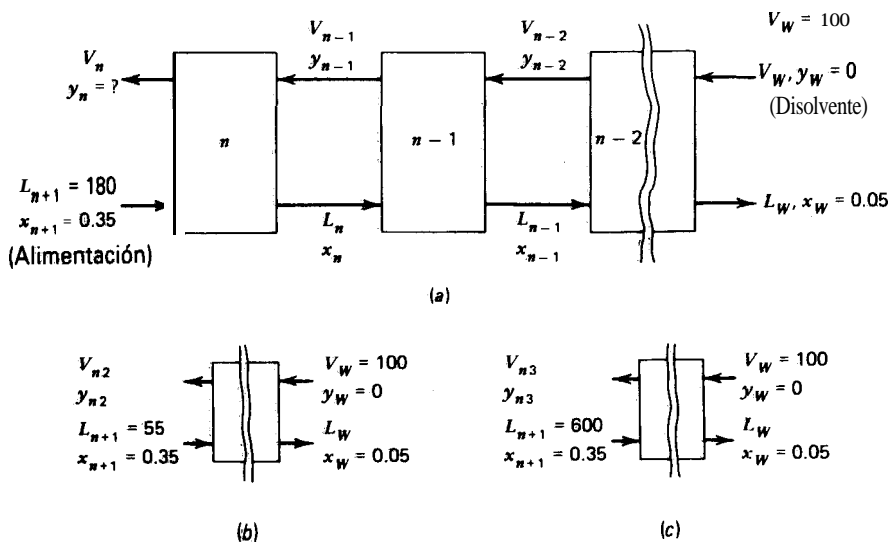 V_W = 100
V_{n-1}
V_{n-2}
V_n
y_{n-1}
y_{n-2}
V_W, y_W = 0
y_n = ?
(Disolvente)
n
n - 1
n - 2
L_{n+1} = 180
x_{n+1} = 0.35
(Alimentación)
L_n
x_n
L_{n-1}
x_{n-1}
L_W, x_W = 0.05
(a)
V_{n2}
y_{n2}
L_{n+1} = 55
x_{n+1} = 0.35
V_W = 100
y_W = 0
L_W
x_W = 0.05
(b)
V_{n3}
y_{n3}
L_{n+1} = 600
x_{n+1} = 0.35
V_W = 100
y_W = 0
L_W
x_W = 0.05
(c)